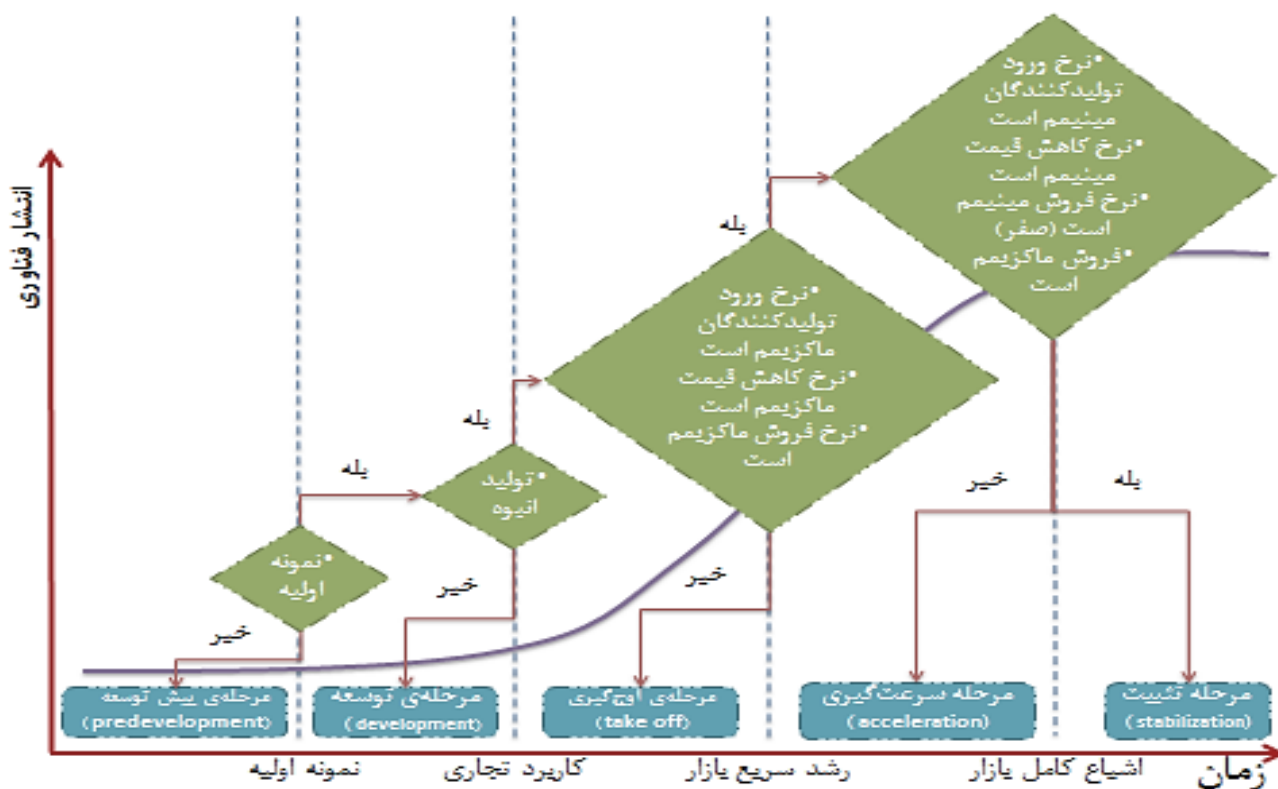 انتشار فناوری
•نرخ ورود
تولیدکنندگان
مینیمم است
•نرخ کاهش قیمت
مینیمم است
•نرخ فروش مینیمم
است (صفر)
•فروش ماکزیمم
است
بله
•نرخ ورود
تولیدکنندگان
ماکزیمم است
•نرخ کاهش قیمت
ماکزیمم است
•نرخ فروش ماکزیمم
است
بله
•تولید
انبوه
بله
•نمونه
اولیه
خیر
خیر
خیر
خیر
بله
مرحله‌ی پیش توسعه
(predevelopment)
مرحله‌ی توسعه
(development)
مرحله‌ی اوج‌گیری
(take off)
مرحله سرعت‌گیری
(acceleration)
مرحله تثبیت
(stabilization)
نمونه اولیه
کاربرد تجاری
رشد سریع بازار
اشباع کامل بازار
زمان